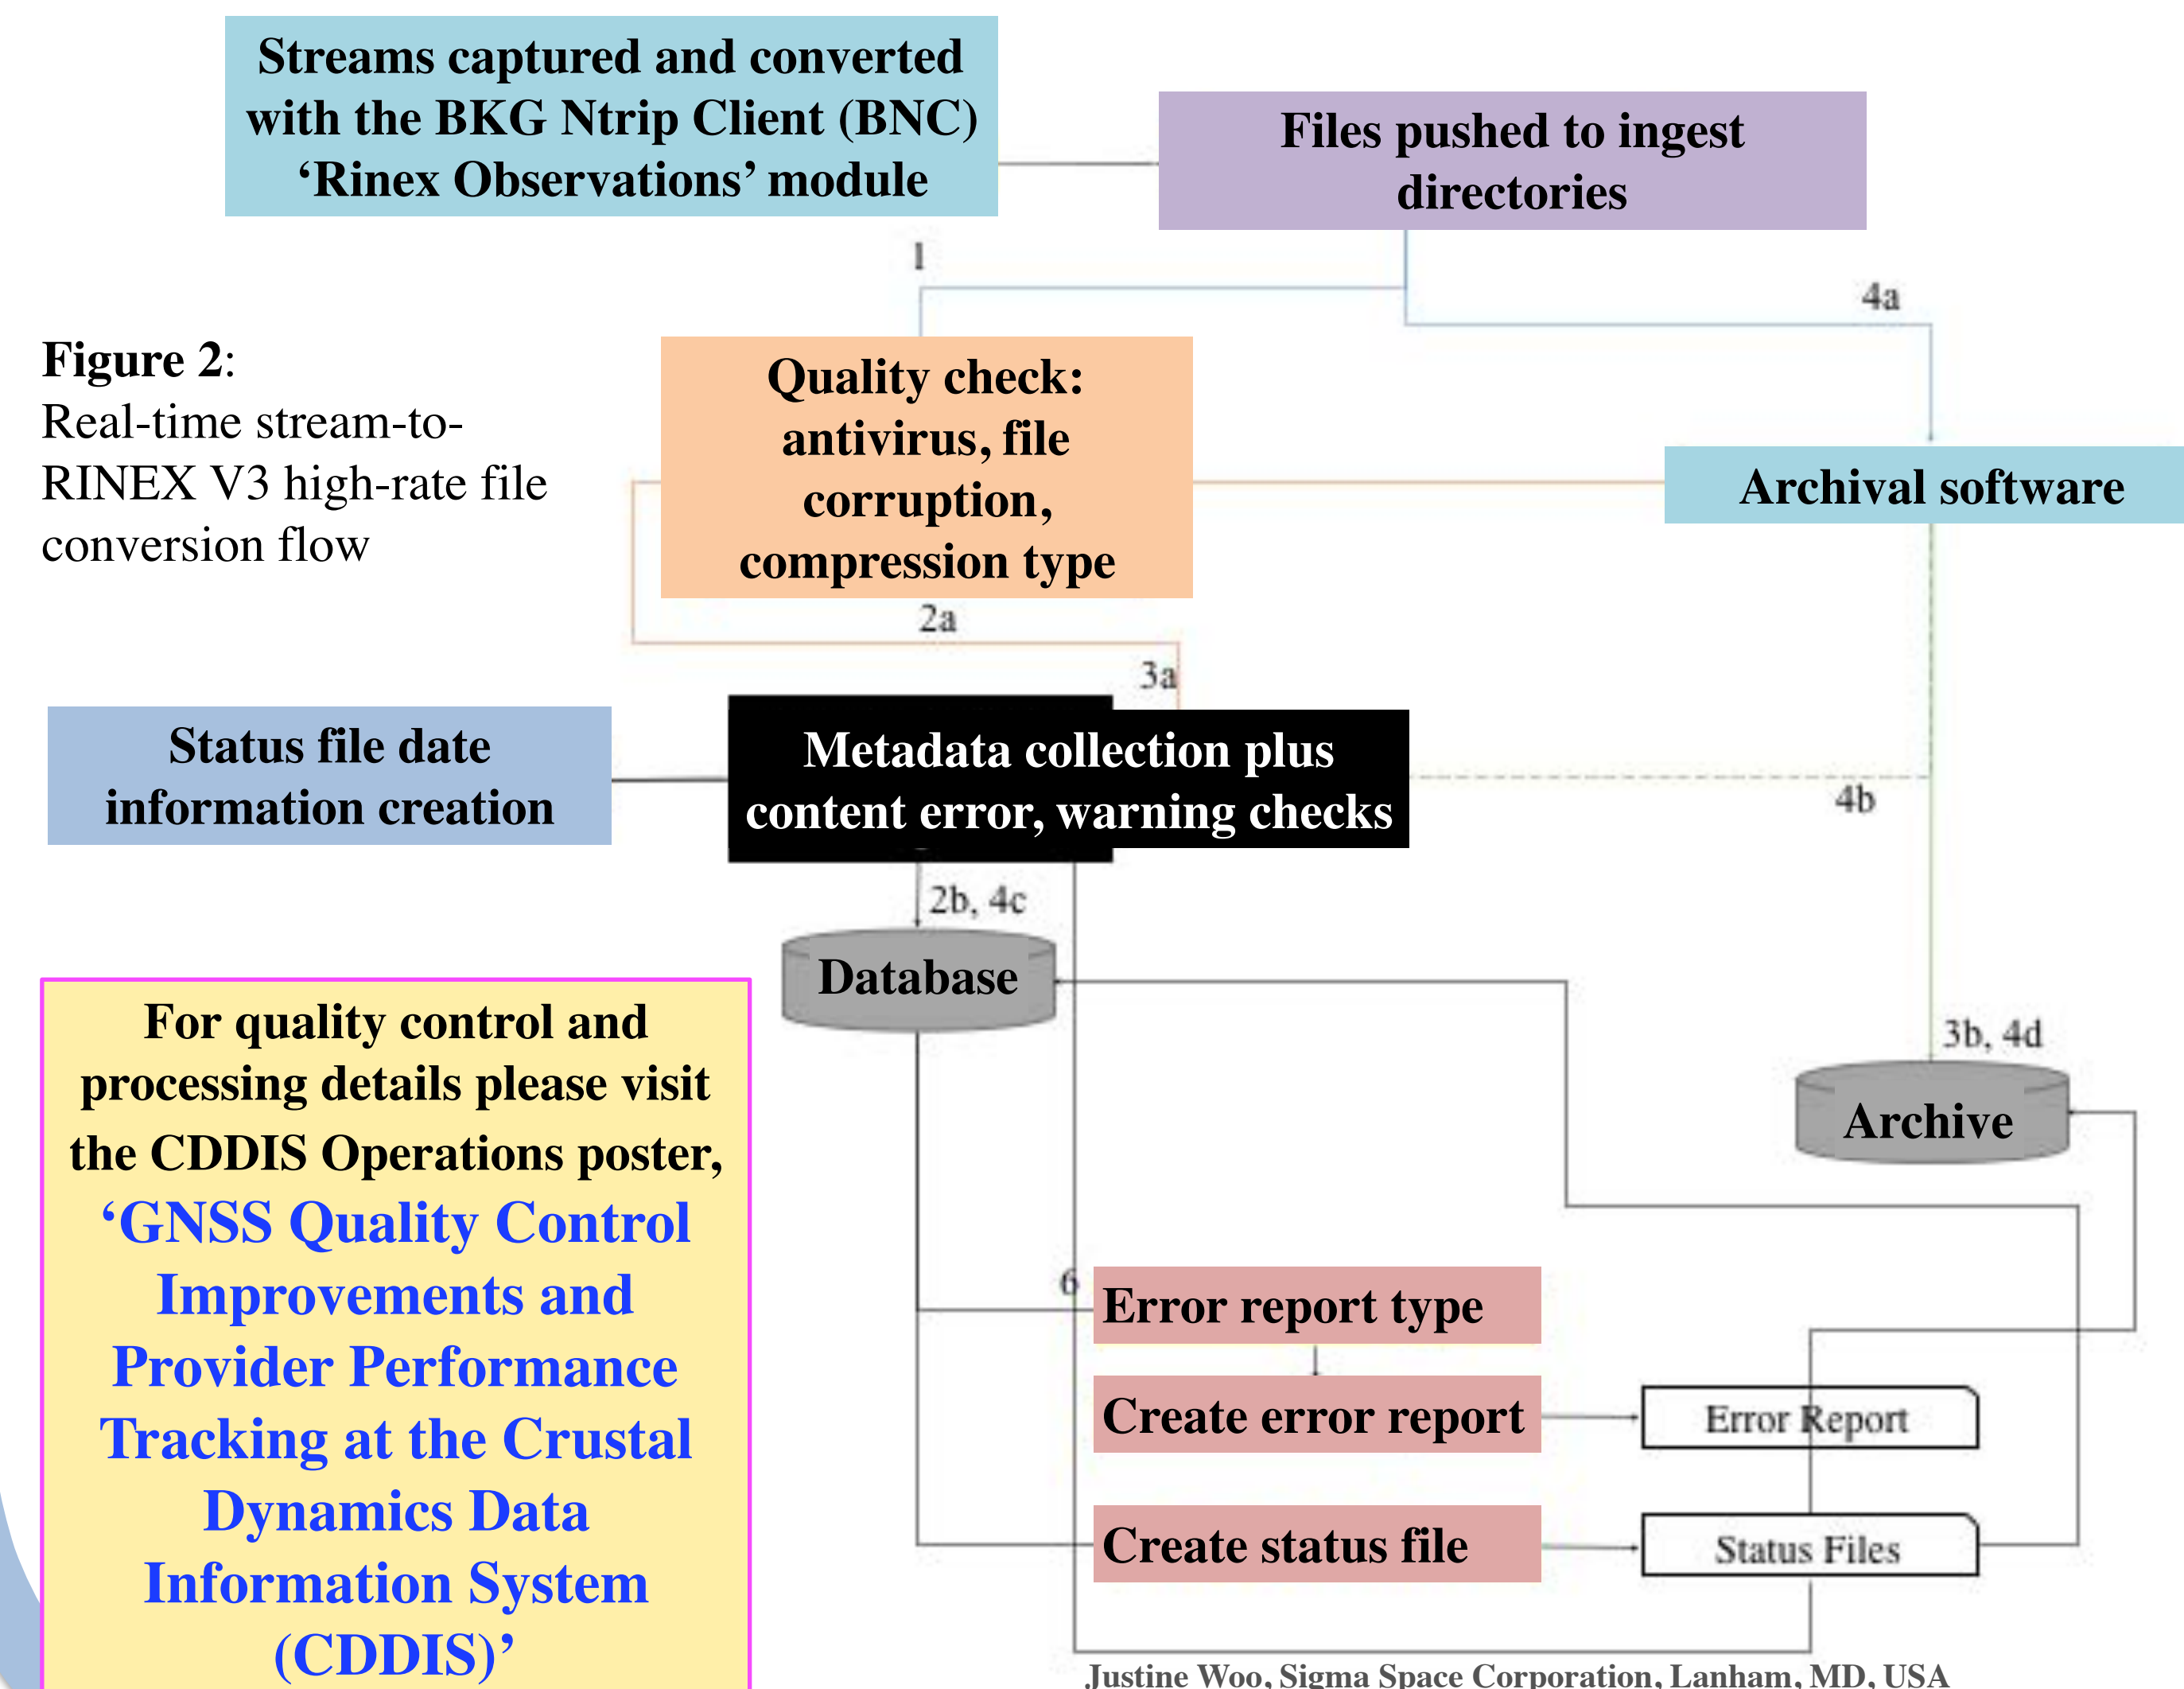 Streams captured and converted
with the BKG Ntrip Client (BNC)
‘Rinex Observations’ module
Files pushed to ingest
directories
1
4a
Figure 2:
Real-time stream-to-
RINEX V3 high-rate file
conversion flow
Quality check:
antivirus, file
corruption,
compression type
Archival software
2a
3a
Status file date
information creation
Metadata collection plus
content error, warning checks
4b
2b, 4c
Database
3b, 4d
Archive
For quality control and
processing details please visit
the CDDIS Operations poster,
‘GNSS Quality Control
Improvements and
Provider Performance
Tracking at the Crustal
Dynamics Data
Information System
(CDDIS)’
6
Error report type
Create error report
Error Report
Create status file
Status Files
Justine Woo, Sigma Space Corporation, Lanham, MD, USA